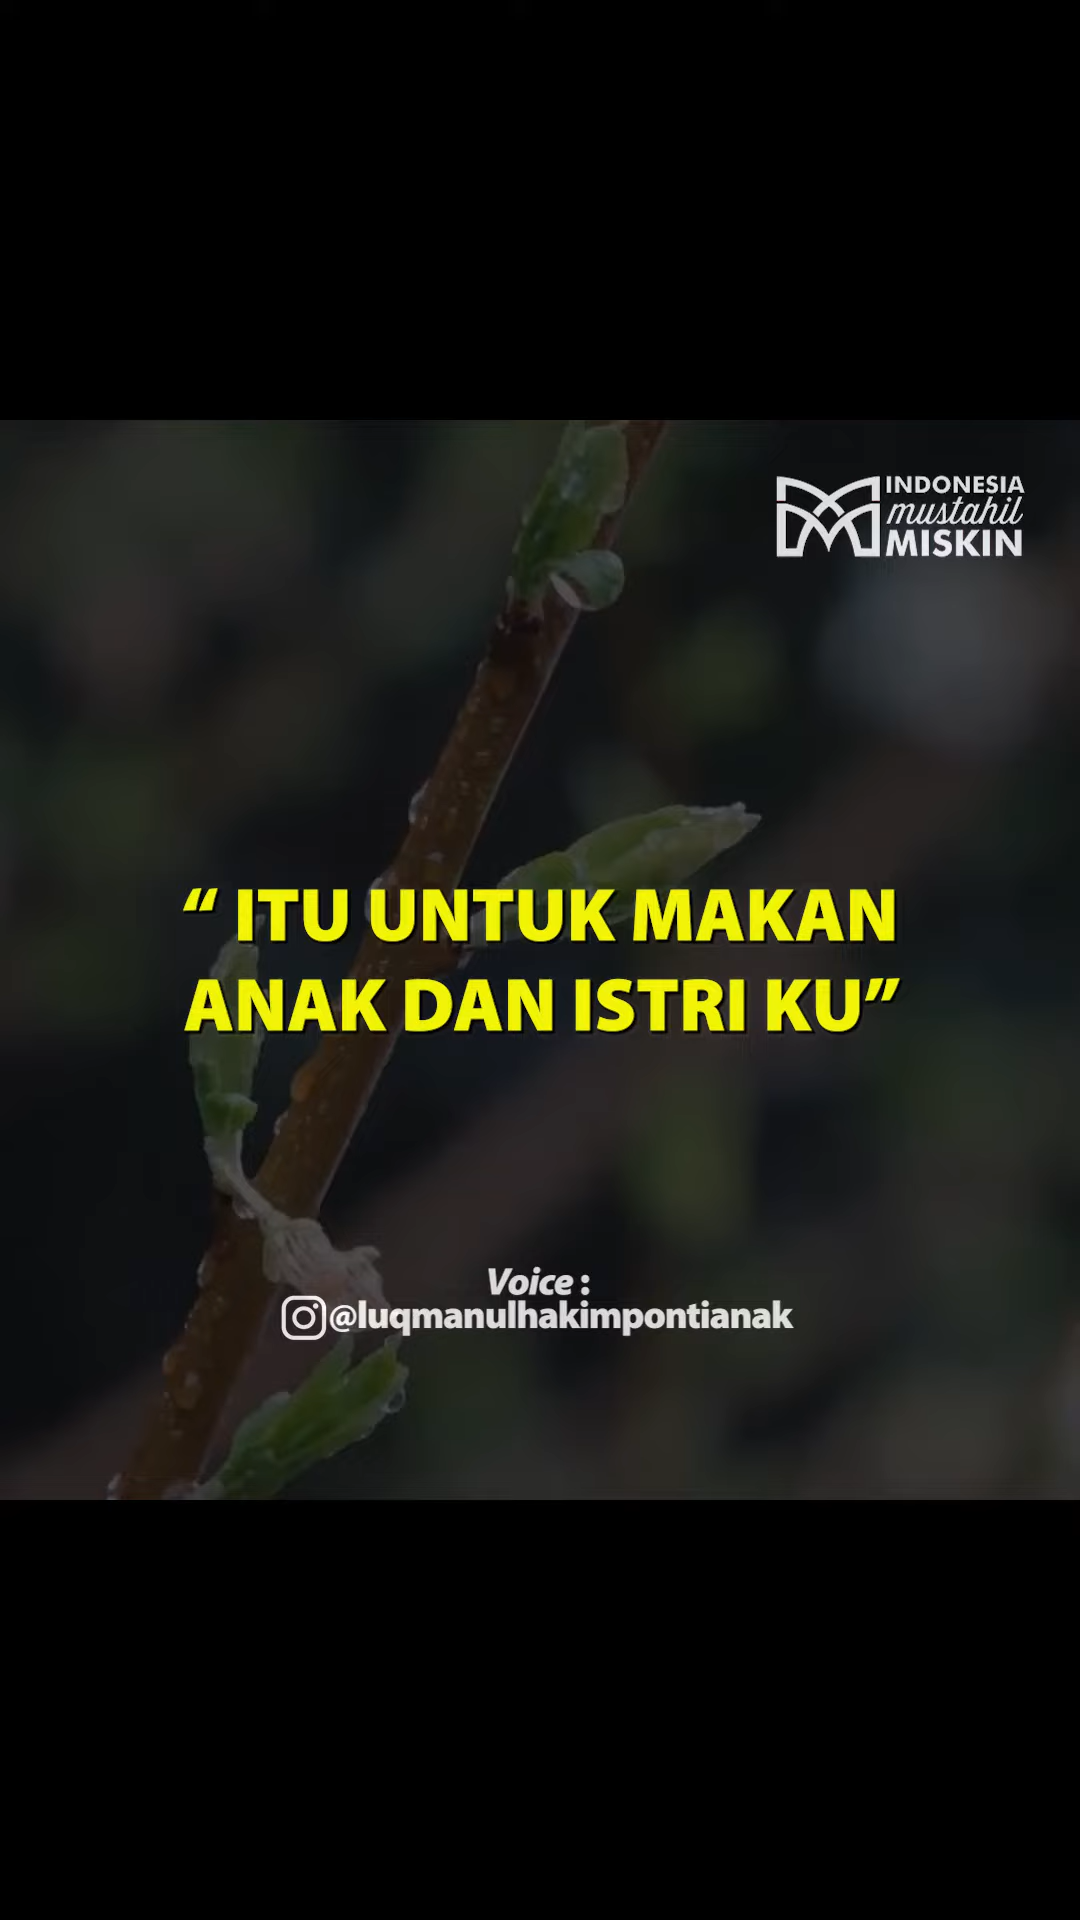 INDONESIA
mustahil
MISKIN
“ ITU UNTUK MAKAN
ANAK DAN ISTRI KU”
Voice :
@luqmanulhakimpontianak